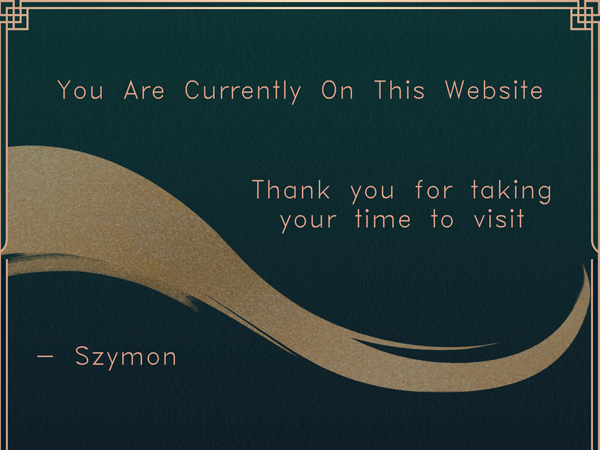 You Are Currently On This Website
Thank you for taking
your time to visit
– Szymon